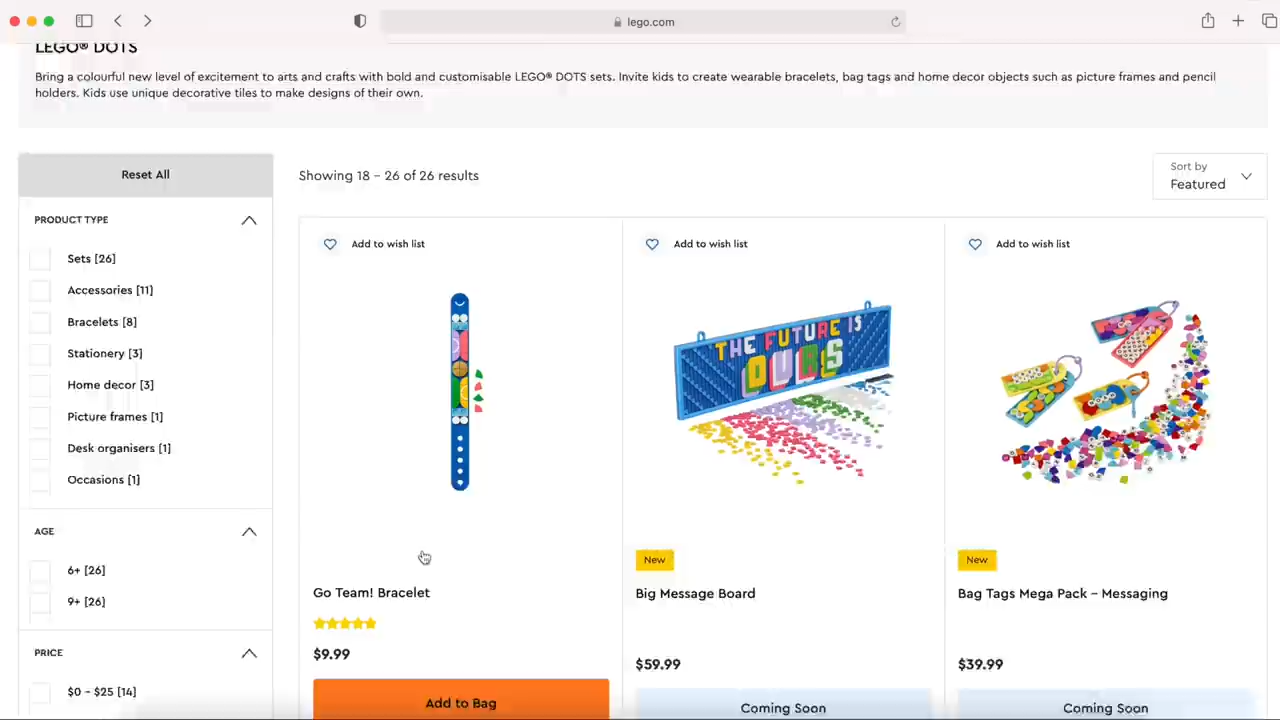 lego.com
LEGO® DOTS
Bring a colourful new level of excitement to arts and crafts with bold and customisable LEGO® DOTS sets. Invite kids to create wearable bracelets, bag tags and home decor objects such as picture frames and pencil
holders. Kids use unique decorative tiles to make designs of their own.
Reset All
Showing 18 – 26 of 26 results
Sort by
Featured
PRODUCT TYPE
Sets [26]
Accessories [11]
Bracelets [8]
Stationery [3]
Home decor [3]
Picture frames [1]
Desk organisers [1]
Occasions [1]
AGE
6+ [26]
9+ [26]
PRICE
$0 – $25 [14]
Add to wish list
Go Team! Bracelet
$9.99
Add to Bag
Add to wish list
THE FUTURE IS
OURS
New
Big Message Board
$59.99
Coming Soon
Add to wish list
New
Bag Tags Mega Pack – Messaging
$39.99
Coming Soon